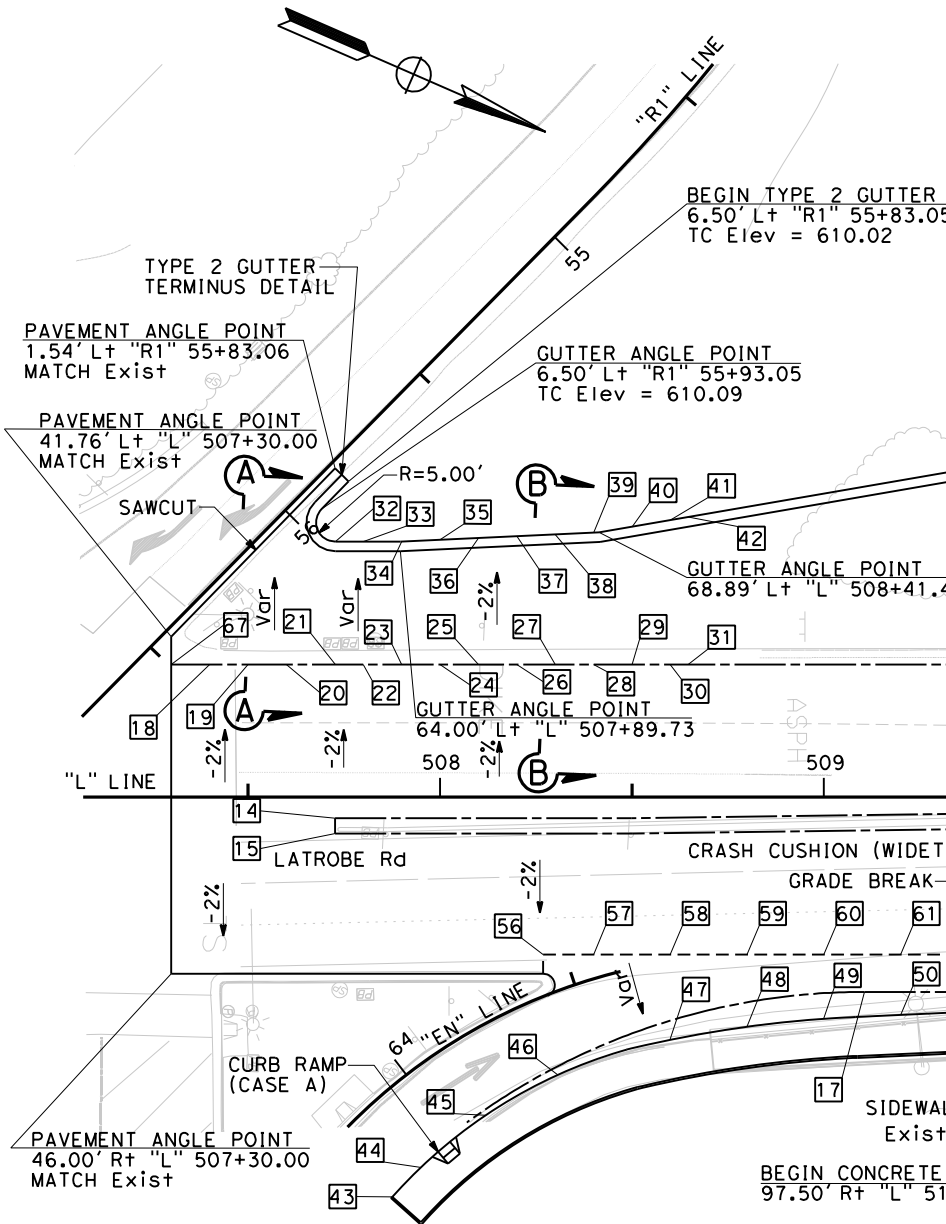 "R1" LINE
BEGIN TYPE 2 GUTTER
6.50' Lt "R1" 55+83.05
TC Elev = 610.02
55
TYPE 2 GUTTER
TERMINUS DETAIL
PAVEMENT ANGLE POINT
1.54' Lt "R1" 55+83.06
MATCH Exist
GUTTER ANGLE POINT
6.50' Lt "R1" 55+93.05
TC Elev = 610.09
PAVEMENT ANGLE POINT
41.76' Lt "L" 507+30.00
MATCH Exist
A
R=5.00'
B
SAWCUT
56
32
33
35
39
40
41
34
36
37
38
42
GUTTER ANGLE POINT
68.89' Lt "L" 508+41.4
Var
Var
-2%
67
21
23
25
27
29
31
18
19
20
22
24
26
28
30
A
GUTTER ANGLE POINT
64.00' Lt "L" 507+89.73
ASPH
-2%
-2%
-2%
508
B
509
"L" LINE
14
15
LATROBE Rd
CRASH CUSHION (WIDET
GRADE BREAK
-2%
-2%
56
57
58
59
60
61
S
Var
47
48
49
50
64 "EN" LINE
46
CURB RAMP
(CASE A)
45
17
44
43
SIDEWAL
Exist
PAVEMENT ANGLE POINT
46.00' Rt "L" 507+30.00
MATCH Exist
BEGIN CONCRETE
97.50' Rt "L" 51